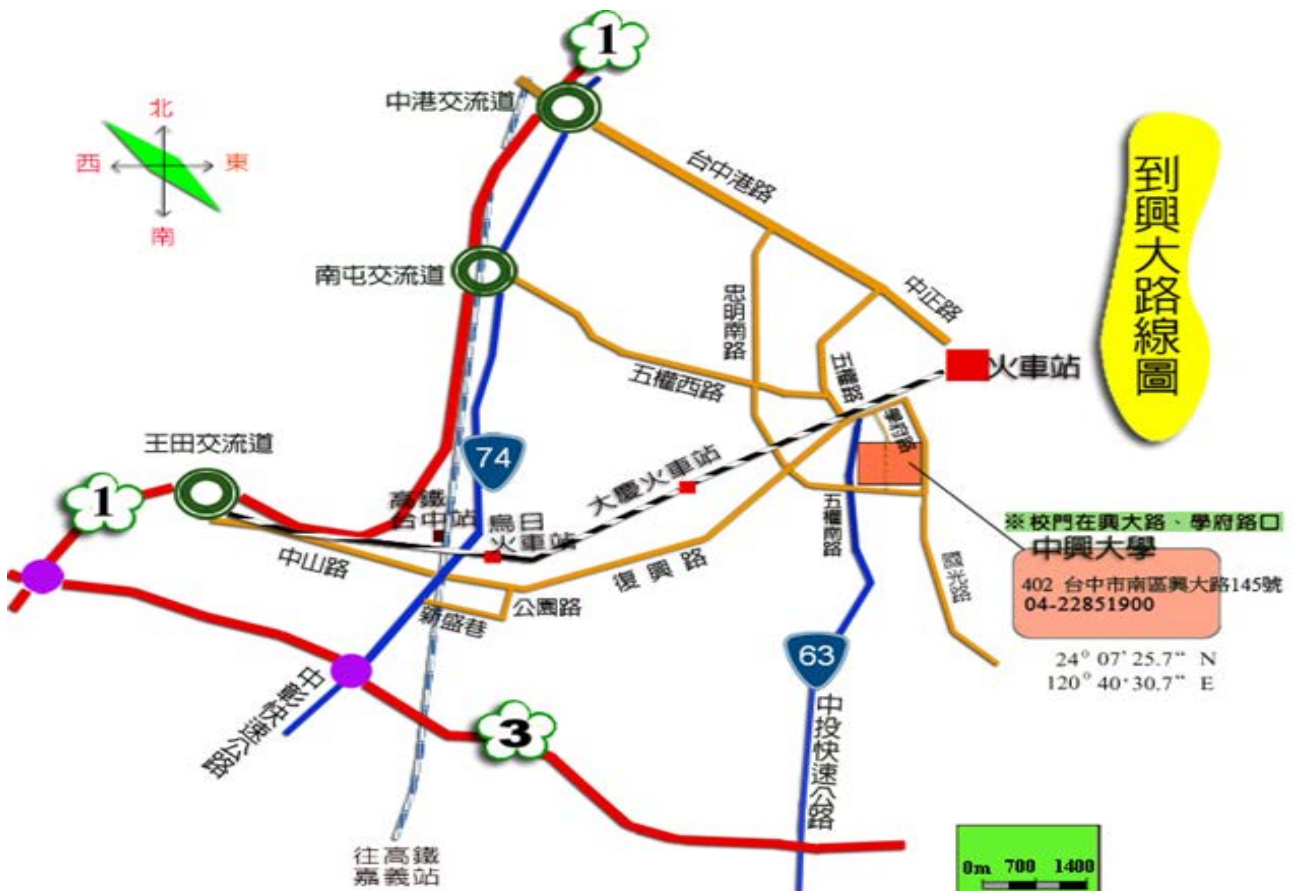 1
中港交流道
北
西 東
南
台中港路
到興大路線圖
南屯交流道
忠明南路
中正路
火車站
五權西路
五權路
學府路
王田交流道
74
大慶火車站
1
高鐵
台中站
烏日
火車站
五權南路
※校門在興大路、學府路口
中興大學
402 台中市南區興大路145號
04-22851900
中山路
復興路
國光路
公園路
新盛巷
24° 07' 25.7" N
120° 40' 30.7" E
63
中彰快速公路
3
中投快速公路
往高鐵
嘉義站
0m 700 1400